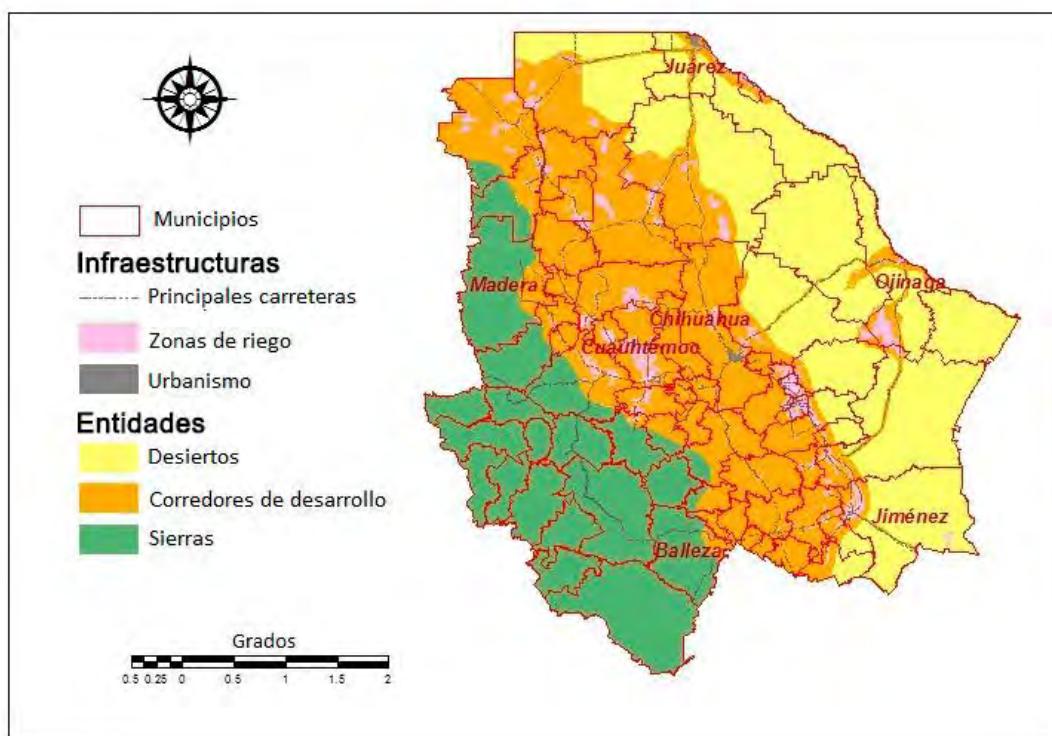 Municipios
Infraestructuras
Principales carreteras
Zonas de riego
Urbanismo
Entidades
Desiertos
Corredores de desarrollo
Sierras
Grados
0.5 0.25 0 0.5 1 1.5 2
Juárez
Ojinaga
Madera
Chihuahua
Cuauhtémoc
Jiménez
Balleza